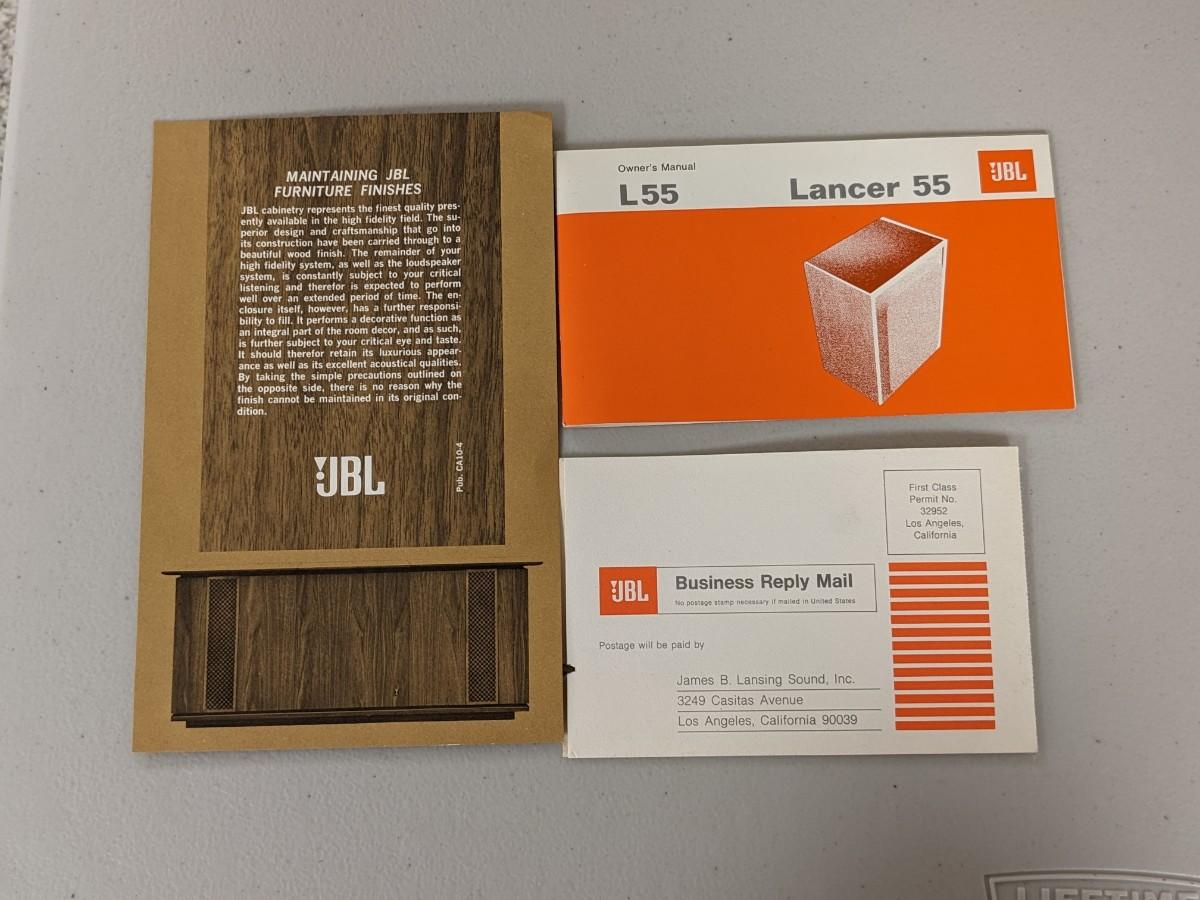 MAINTAINING JBL
FURNITURE FINISHES
JBL cabinetry represents the finest quality pres-
ently available in the high fidelity field. The su-
perior design and craftsmanship that go into
its construction have been carried through to a
beautiful wood finish. The remainder of your
high fidelity system, as well as the loudspeaker
system, is constantly subject to your critical
listening and therefor is expected to perform
well over an extended period of time. The en-
closure itself, however, has a further responsi-
bility to fill. It performs a decorative function as
an integral part of the room decor, and as such,
is further subject to your critical eye and taste.
It should therefor retain its luxurious appear-
ance as well as its excellent acoustical qualities.
By taking the simple precautions outlined on
the opposite side, there is no reason why the
finish cannot be maintained in its original con-
dition.
JBL
Pub. CA10-4
Owner's Manual
L55
Lancer 55
JBL
First Class
Permit No.
32952
Los Angeles,
California
JBL
Business Reply Mail
No postage stamp necessary if mailed in United States
Postage will be paid by
James B. Lansing Sound, Inc.
3249 Casitas Avenue
Los Angeles, California 90039
LIFETIME